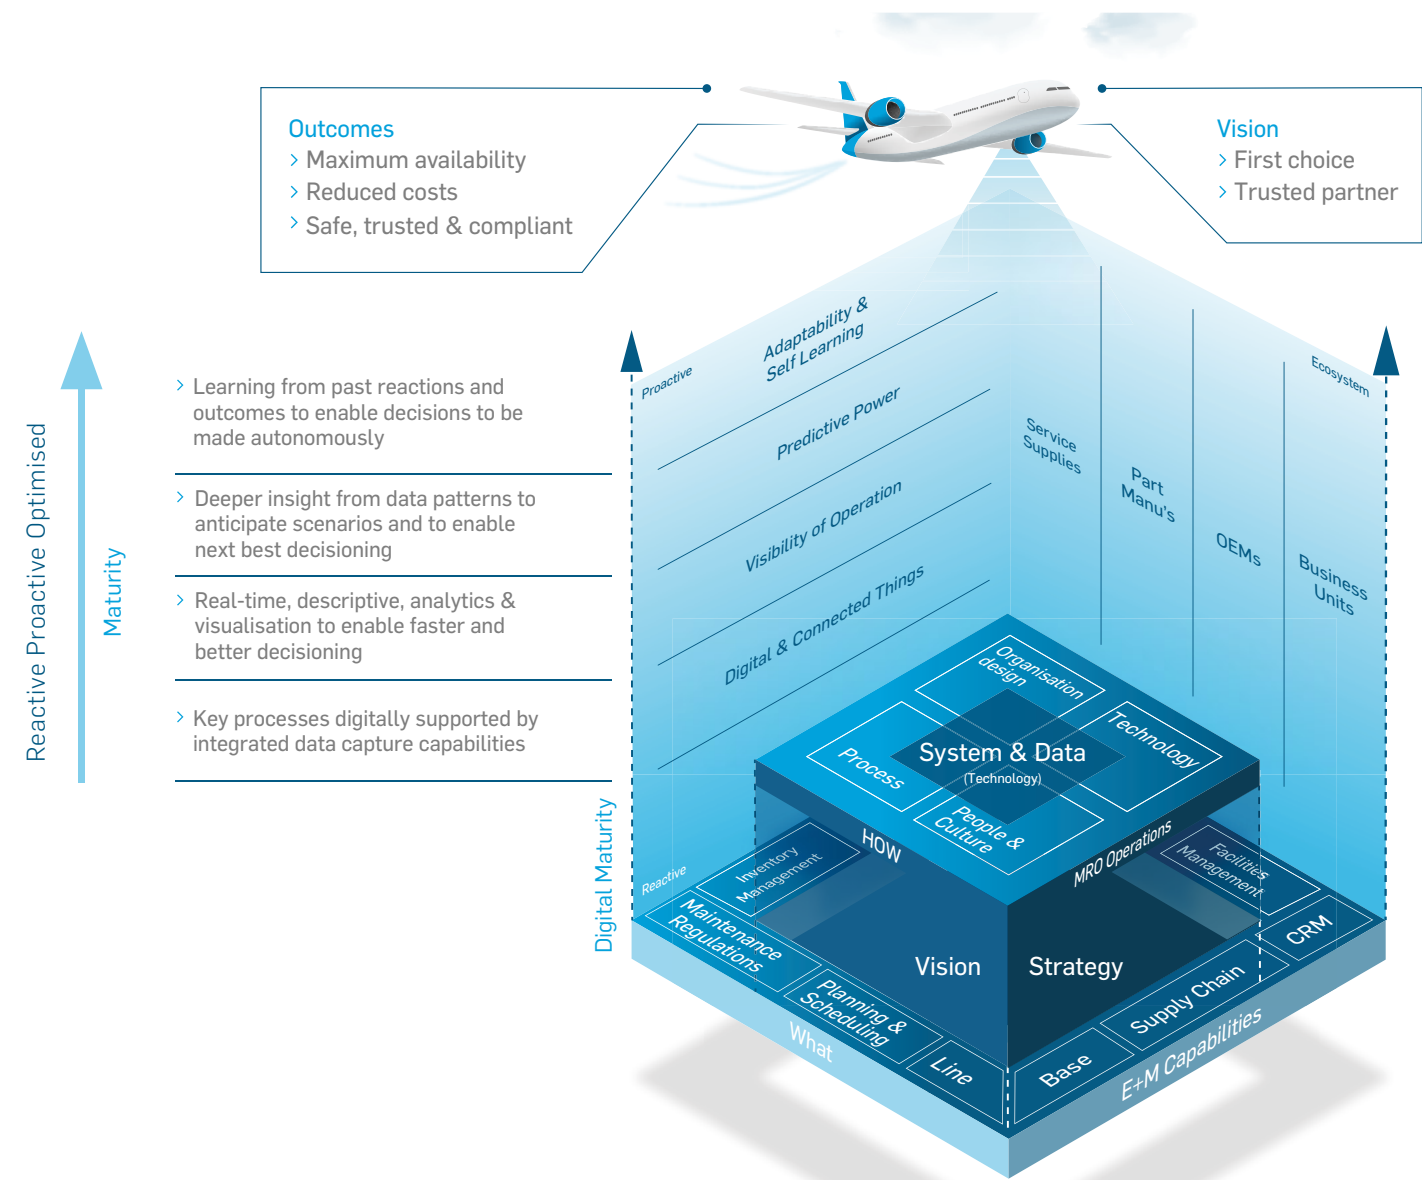 Outcomes
Maximum availability
Reduced costs
Safe, trusted & compliant
Vision
First choice
Trusted partner
Reactive Proactive Optimised
Maturity
Learning from past reactions and
outcomes to enable decisions to be
made autonomously
Deeper insight from data patterns to
anticipate scenarios and to enable
next best decisioning
Real-time, descriptive, analytics &
visualisation to enable faster and
better decisioning
Key processes digitally supported by
integrated data capture capabilities
Digital Maturity
Proactive
Adaptability &
Self Learning
Predictive Power
Visibility of Operation
Digital & Connected Things
Reactive
Ecosystem
Service
Supplies
Part
Manu's
OEMs
Business
Units
Organisation
design
Technology
Process
System & Data
(Technology)
People &
Culture
HOW
MRO Operations
Inventory
Management
Facilities
Management
Maintenance
Regulations
Planning &
Scheduling
Line
Base
Supply Chain
CRM
Vision
Strategy
What
E+M Capabilities